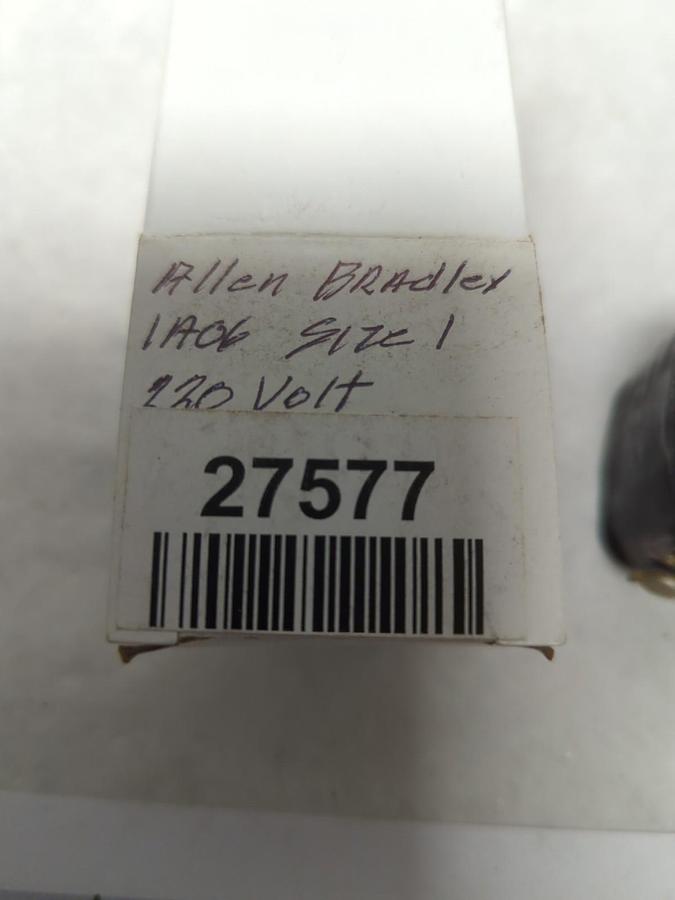 Allen BRAdley
1A06 SIZE 1
220 Volt
27577